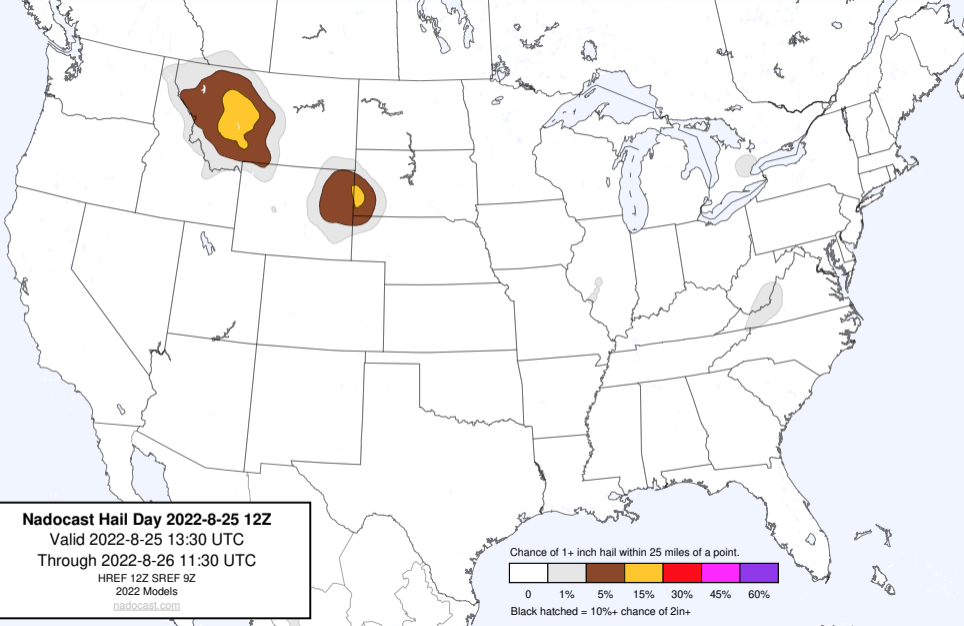 Nadocast Hail Day 2022-8-25 12Z
Valid 2022-8-25 13:30 UTC
Through 2022-8-26 11:30 UTC
HREF 12Z SREF 9Z
2022 Models
nadocast.com
Chance of 1+ inch hail within 25 miles of a point.
0 1% 5% 15% 30% 45% 60%
Black hatched = 10%+ chance of 2in+